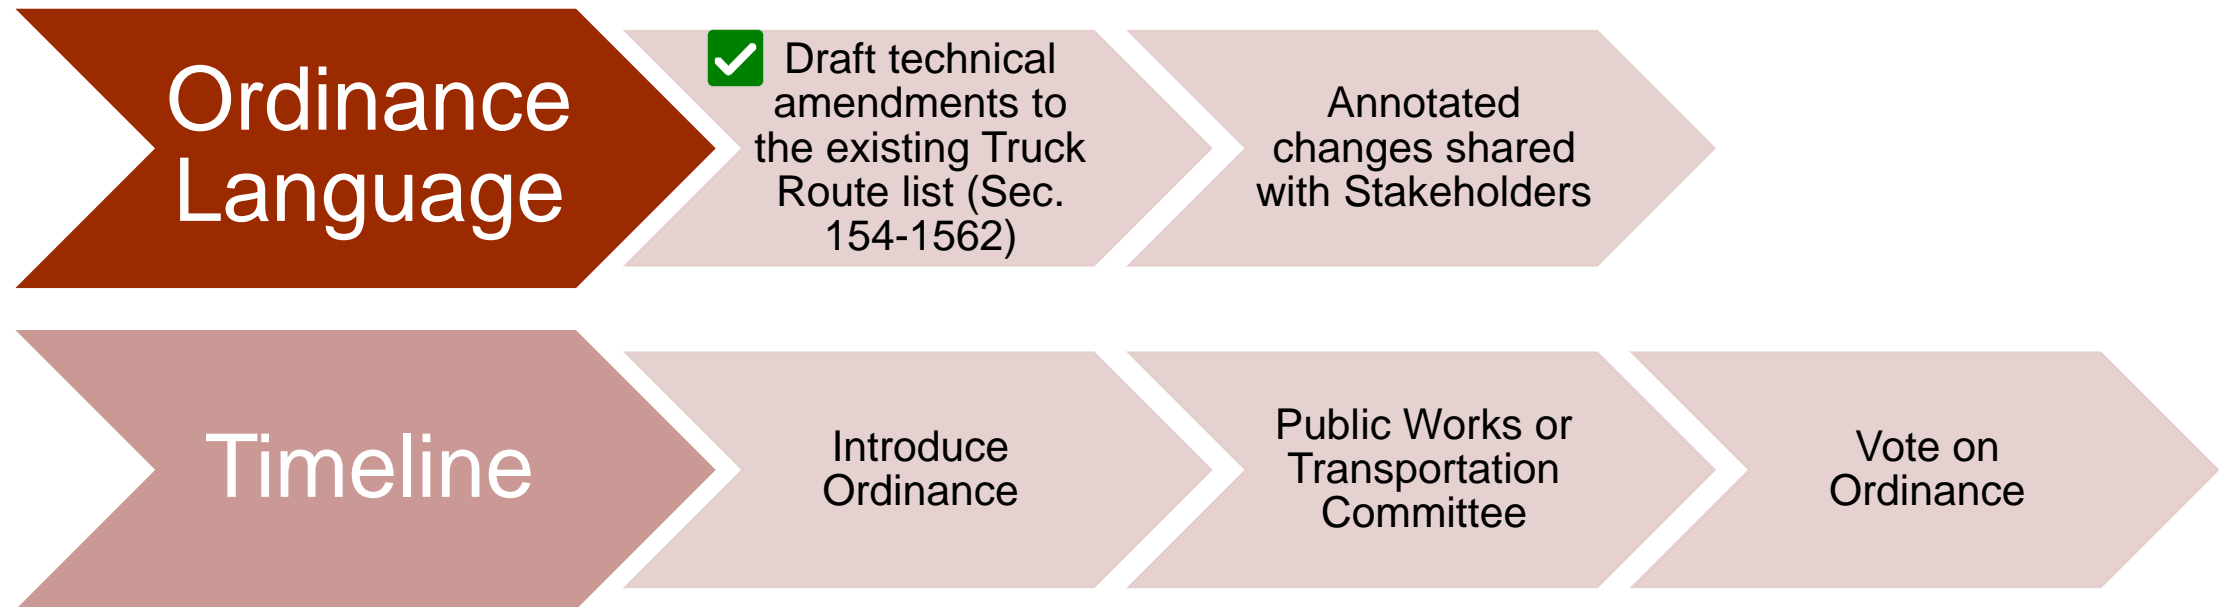 Ordinance
Language
Draft technical
amendments to
the existing Truck
Route list (Sec.
154-1562)
Annotated
changes shared
with Stakeholders
Timeline
Introduce
Ordinance
Public Works or
Transportation
Committee
Vote on
Ordinance